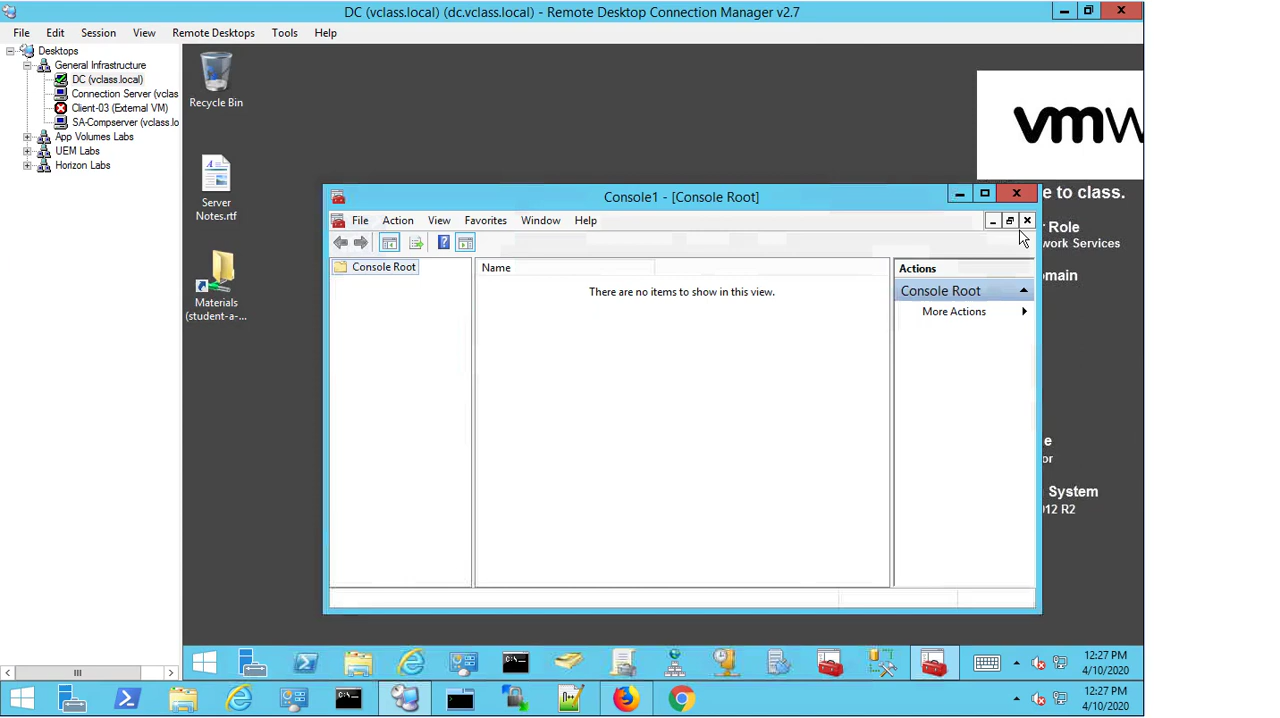 DC (vclass.local) (dc.vclass.local) - Remote Desktop Connection Manager v2.7
File Edit Session View Remote Desktops Tools Help
Desktops
General Infrastructure
DC (vclass.local)
Connection Server (vclas
Client-03 (External VM)
SA-Compserver (vclass.lo
App Volumes Labs
UEM Labs
Horizon Labs
Recycle Bin
Server
Notes.rtf
Materials
(student-a-...
vmw
e to class.
r Role
work Services
main
e
or
System
012 R2
Console1 - [Console Root]
File Action View Favorites Window Help
Console Root
Name
There are no items to show in this view.
Actions
Console Root
More Actions
12:27 PM
4/10/2020
12:27 PM
4/10/2020